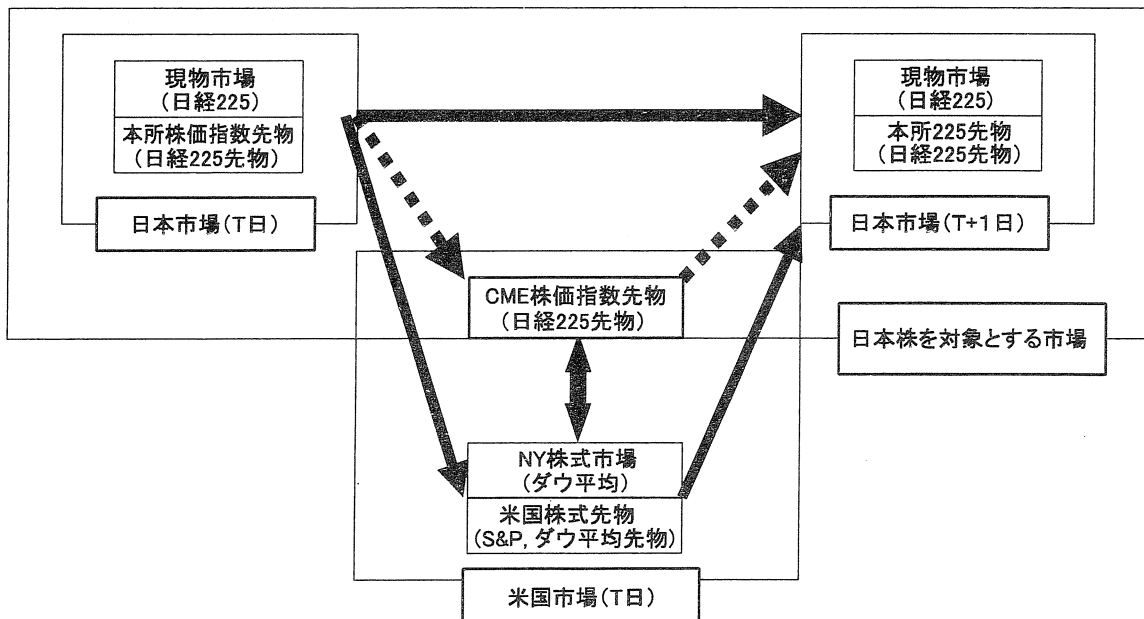 現物市場
(日経225)
本所株価指数先物
(日経225先物)
日本市場(T日)
現物市場
(日経225)
本所225先物
(日経225先物)
日本市場(T+1日)
CME株価指数先物
(日経225先物)
日本株を対象とする市場
NY株式市場
(ダウ平均)
米国株式先物
(S&P, ダウ平均先物)
米国市場(T日)